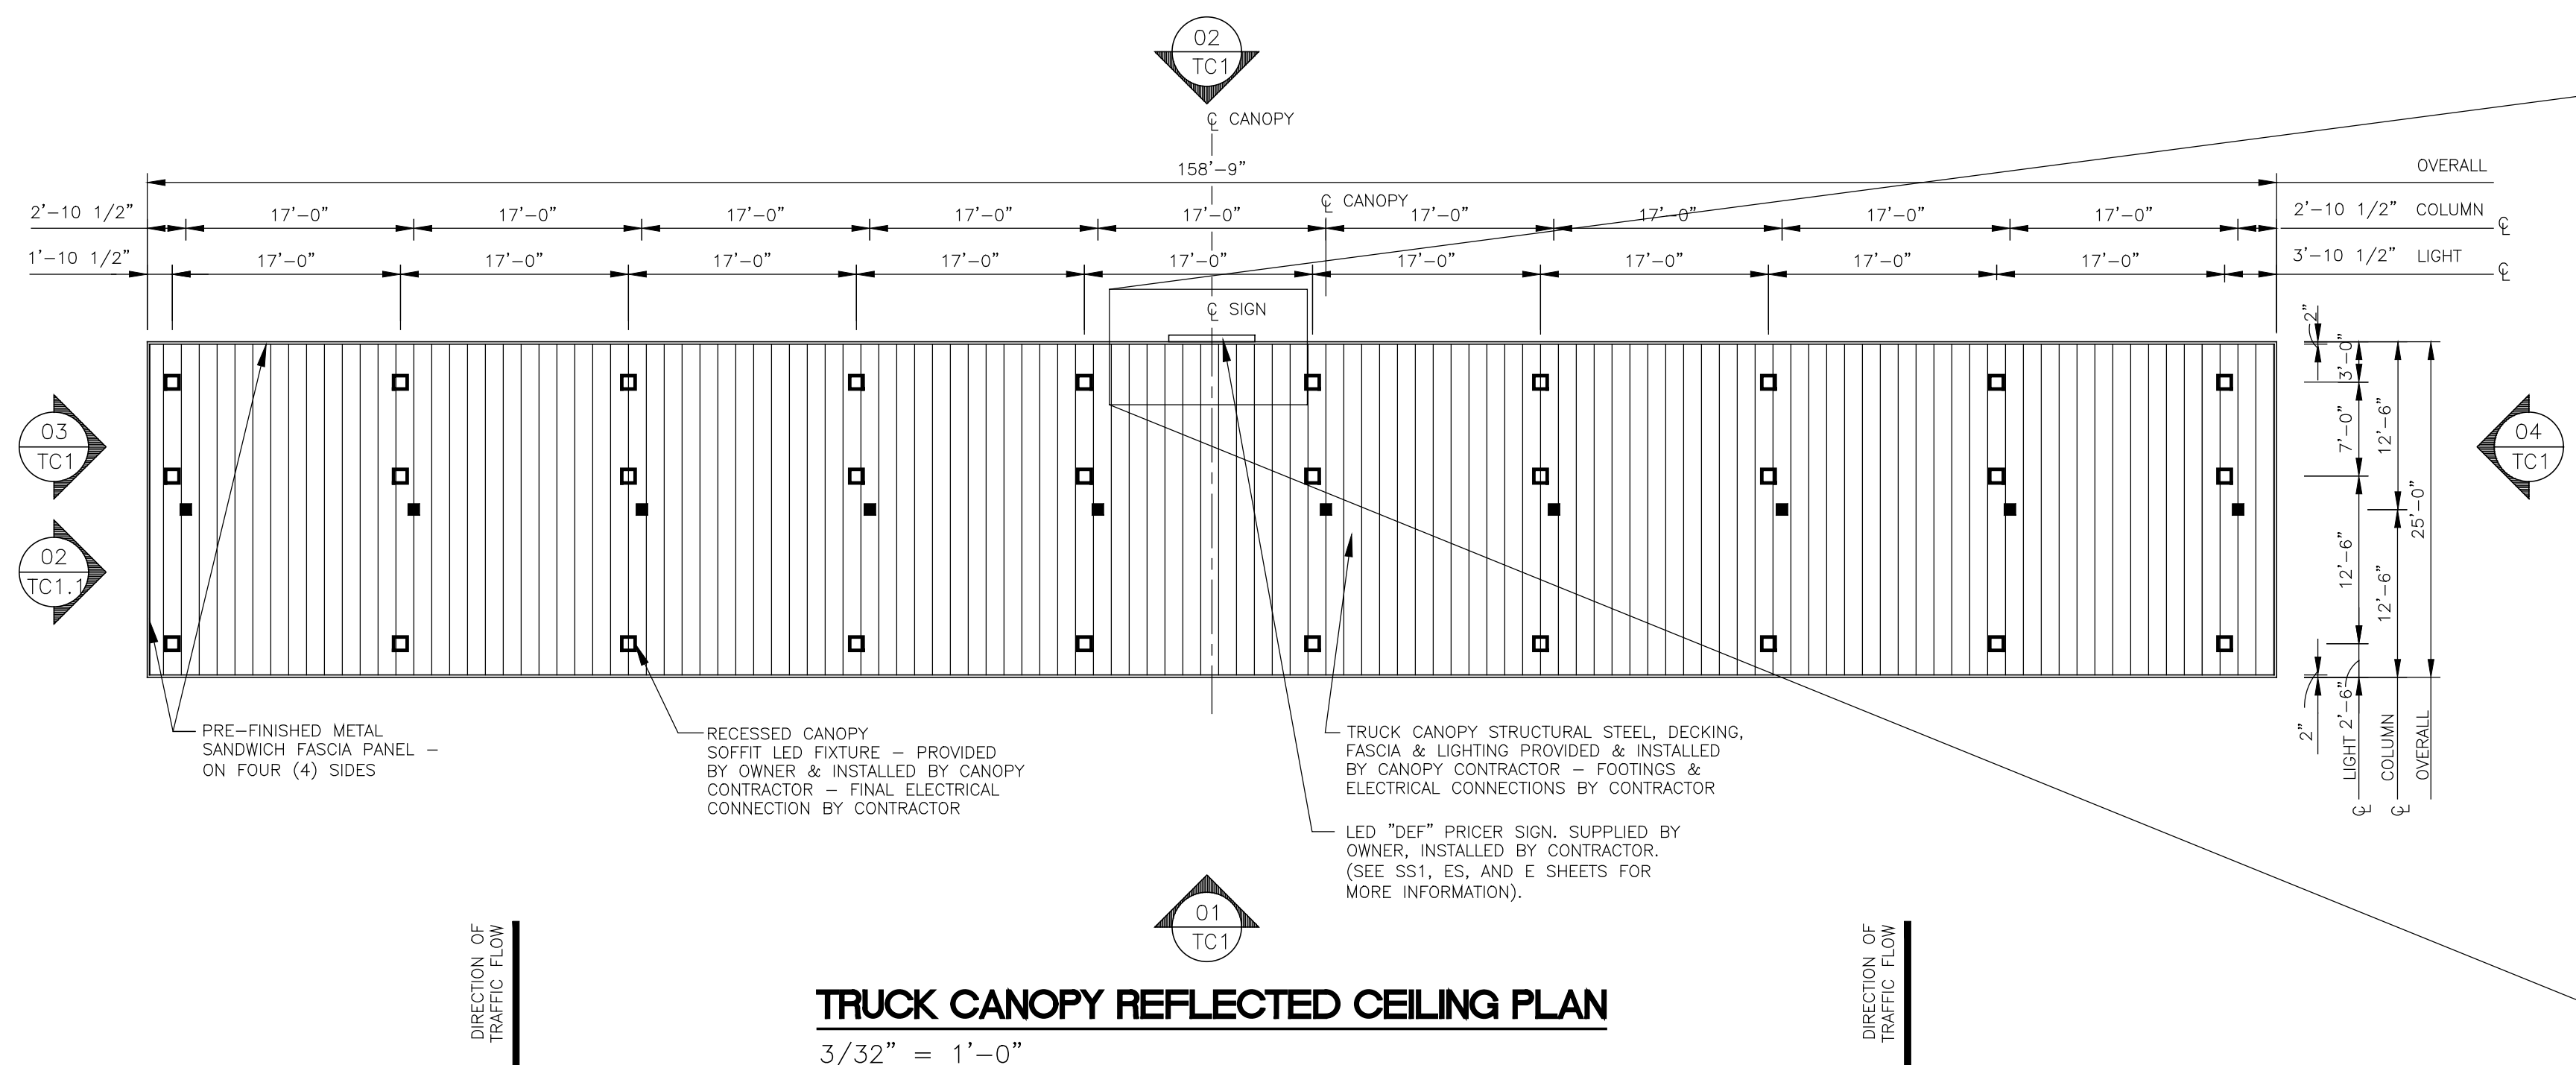 02
TC1
℄ CANOPY
158'-9"
OVERALL
℄ CANOPY
2'-10 1/2"
17'-0"
17'-0"
17'-0"
17'-0"
17'-0"
17'-0"
17'-0"
17'-0"
17'-0"
2'-10 1/2" COLUMN ℄
1'-10 1/2"
17'-0"
17'-0"
17'-0"
17'-0"
17'-0"
17'-0"
17'-0"
17'-0"
17'-0"
3'-10 1/2" LIGHT ℄
℄ SIGN
2"
3'-0"
7'-0"
12'-6"
LIGHT 2'-6"
℄
12'-6"
12'-6"
COLUMN
℄
25'-0"
OVERALL
2"
03
TC1
02
TC1.1
04
TC1
PRE-FINISHED METAL
SANDWICH FASCIA PANEL -
ON FOUR (4) SIDES
RECESSED CANOPY
SOFFIT LED FIXTURE - PROVIDED
BY OWNER & INSTALLED BY CANOPY
CONTRACTOR - FINAL ELECTRICAL
CONNECTION BY CONTRACTOR
TRUCK CANOPY STRUCTURAL STEEL, DECKING,
FASCIA & LIGHTING PROVIDED & INSTALLED
BY CANOPY CONTRACTOR - FOOTINGS &
ELECTRICAL CONNECTIONS BY CONTRACTOR
LED "DEF" PRICER SIGN. SUPPLIED BY
OWNER, INSTALLED BY CONTRACTOR.
(SEE SS1, ES, AND E SHEETS FOR
MORE INFORMATION).
01
TC1
DIRECTION OF
TRAFFIC FLOW
DIRECTION OF
TRAFFIC FLOW
TRUCK CANOPY REFLECTED CEILING PLAN
3/32" = 1'-0"